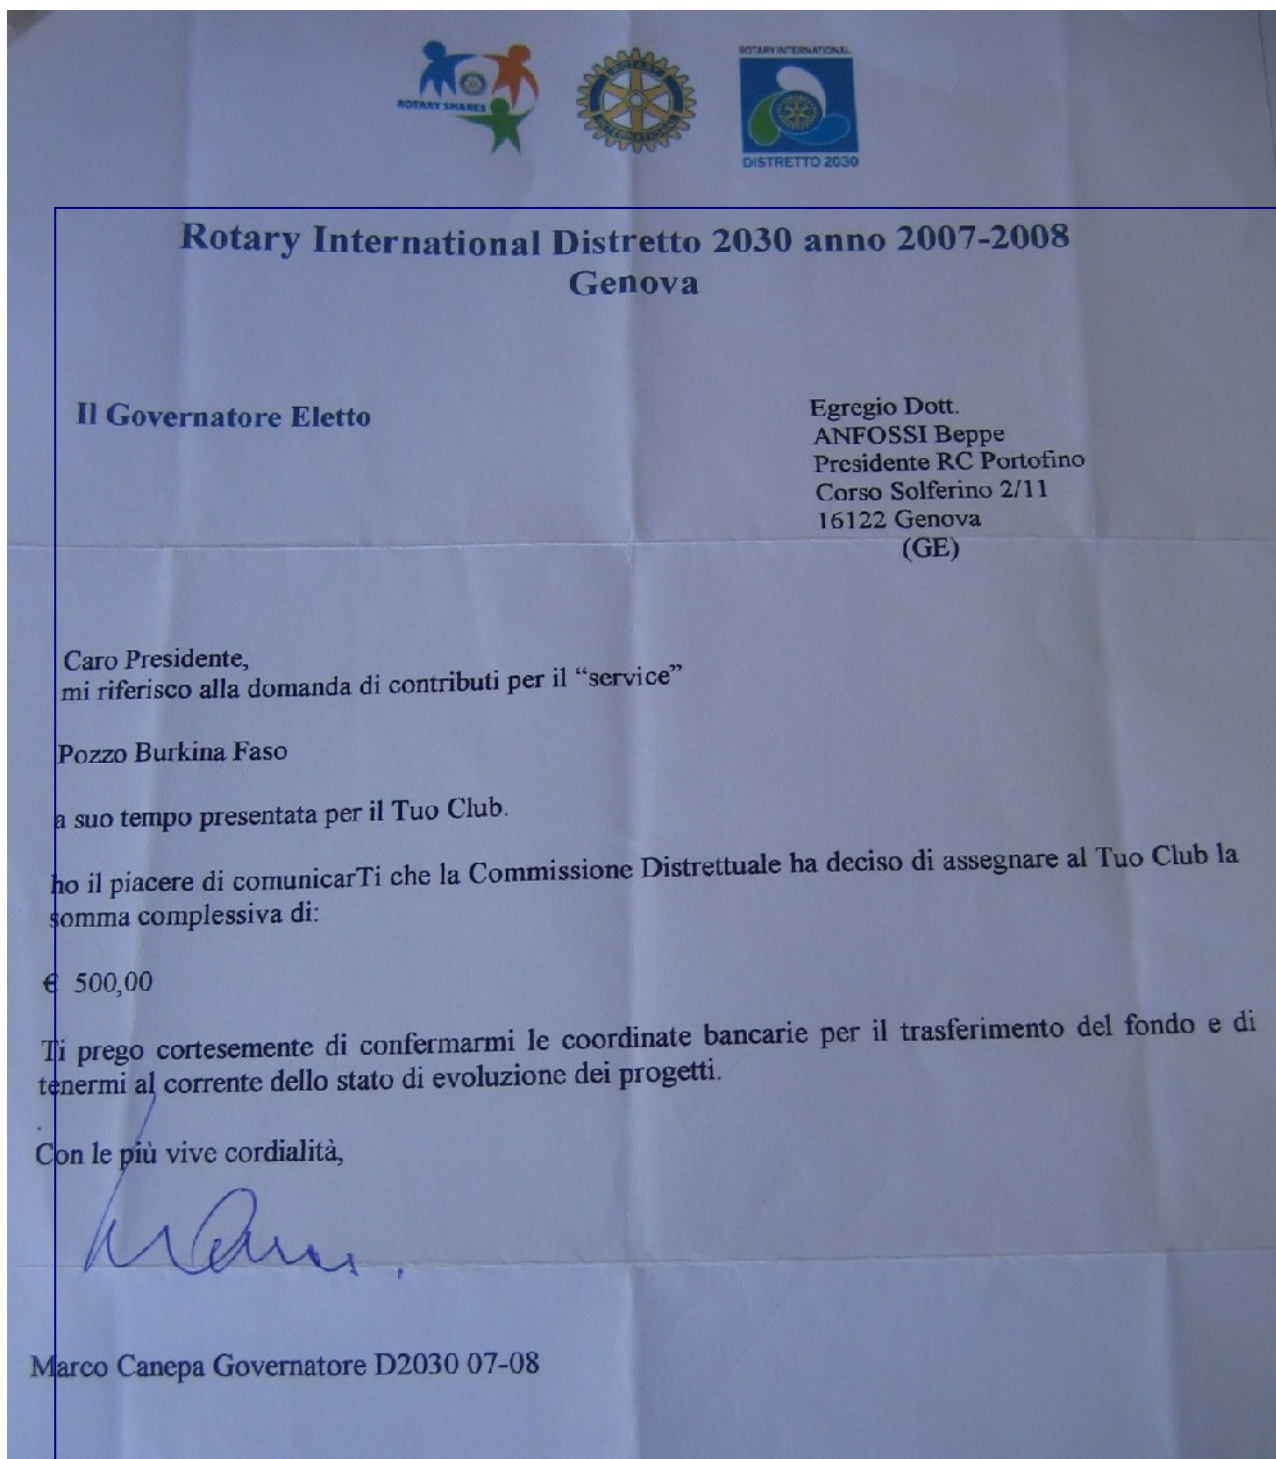 ROTARY SHARES
ROTARY INTERNATIONAL
ROTARY INTERNATIONAL
DISTRETTO 2030
Rotary International Distretto 2030 anno 2007-2008
Genova
Il Governatore Eletto
Egregio Dott.
ANFOSSI Beppe
Presidente RC Portofino
Corso Solferino 2/11
16122 Genova
(GE)
Caro Presidente,
mi riferisco alla domanda di contributi per il “service”
Pozzo Burkina Faso
a suo tempo presentata per il Tuo Club.
ho il piacere di comunicarTi che la Commissione Distrettuale ha deciso di assegnare al Tuo Club la
somma complessiva di:
€ 500,00
Ti prego cortesemente di confermarmi le coordinate bancarie per il trasferimento del fondo e di
tenermi al corrente dello stato di evoluzione dei progetti.
Con le più vive cordialità,
Marco Canepa Governatore D2030 07-08